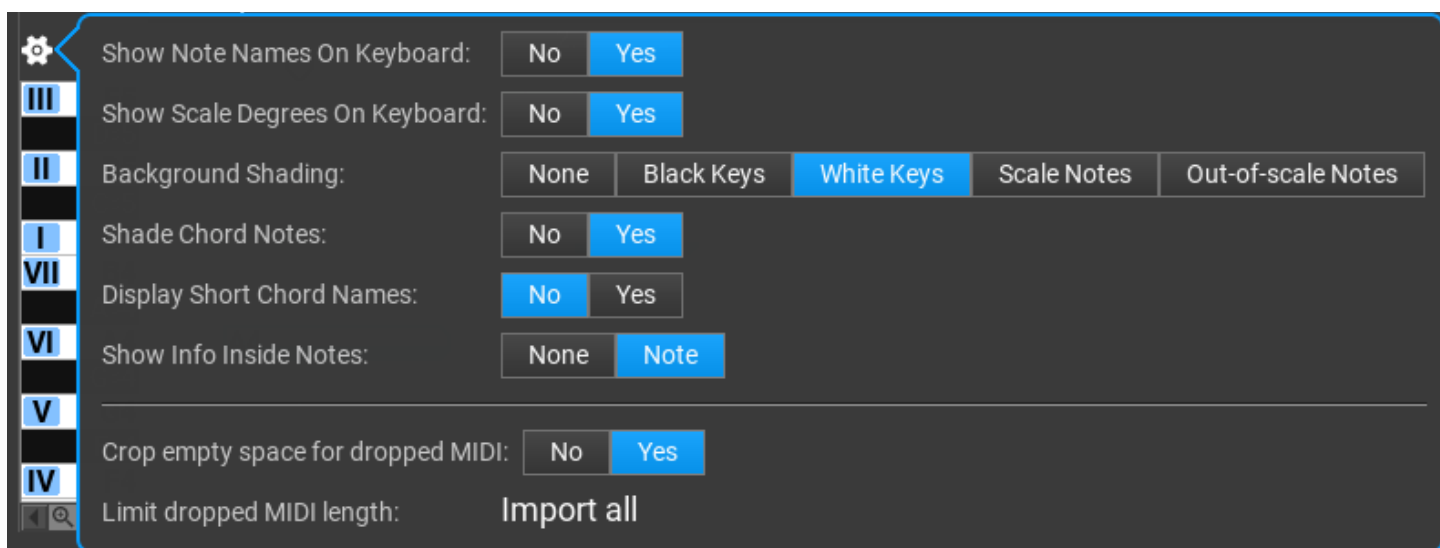 Show Note Names On Keyboard: No Yes
III
Show Scale Degrees On Keyboard: No Yes
II
Background Shading: None Black Keys White Keys Scale Notes Out-of-scale Notes
I
Shade Chord Notes: No Yes
VII
Display Short Chord Names: No Yes
VI
Show Info Inside Notes: None Note
V
Crop empty space for dropped MIDI: No Yes
IV
Limit dropped MIDI length: Import all